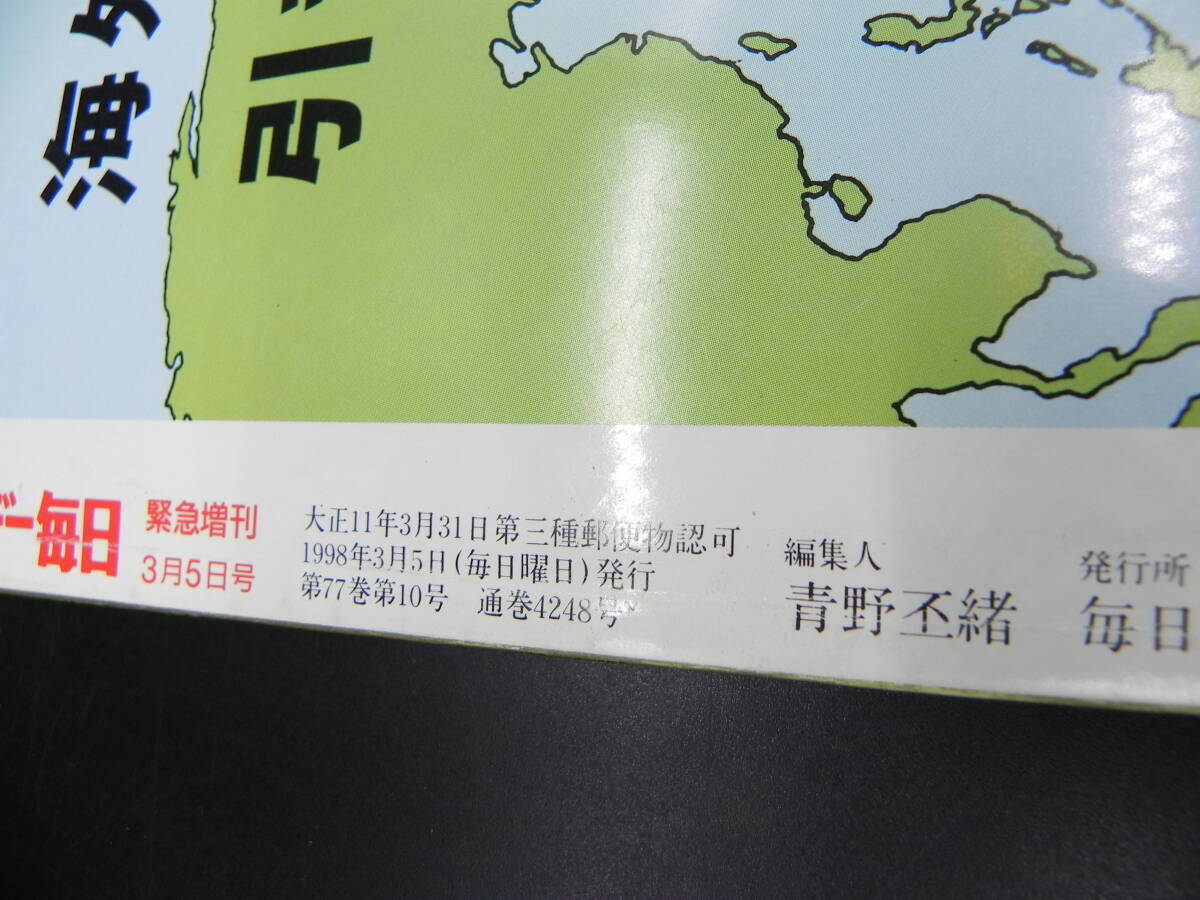 海外
引
毎日
緊急増刊
3月5日号
大正11年3月31日第三種郵便物認可
1998年3月5日(毎日曜日)発行
第77巻第10号 通巻4248号
編集人
青野丕緒
発行所
毎日